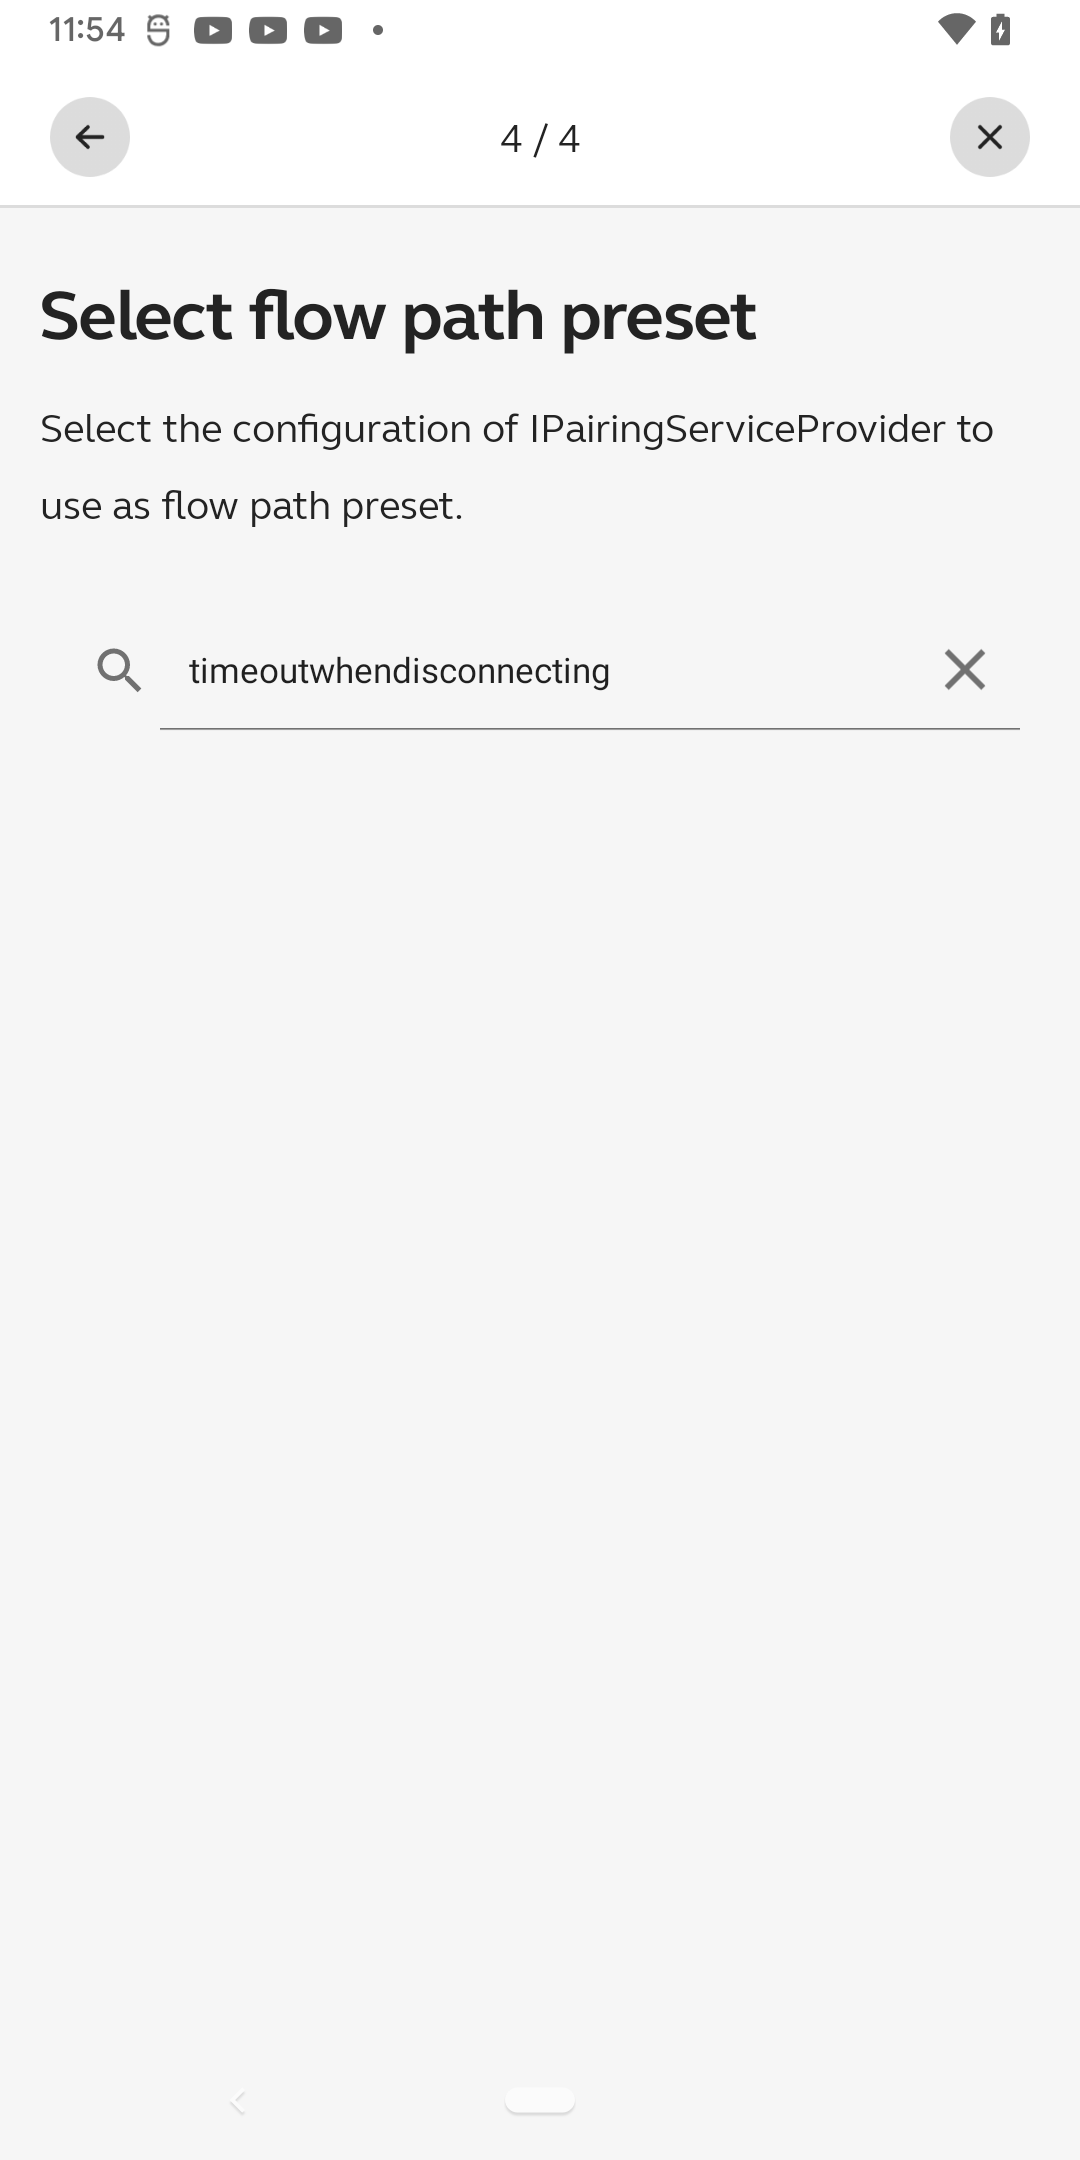 11:54
4 / 4
Select flow path preset
Select the configuration of IPairingServiceProvider to
use as flow path preset.
timeoutwhendisconnecting